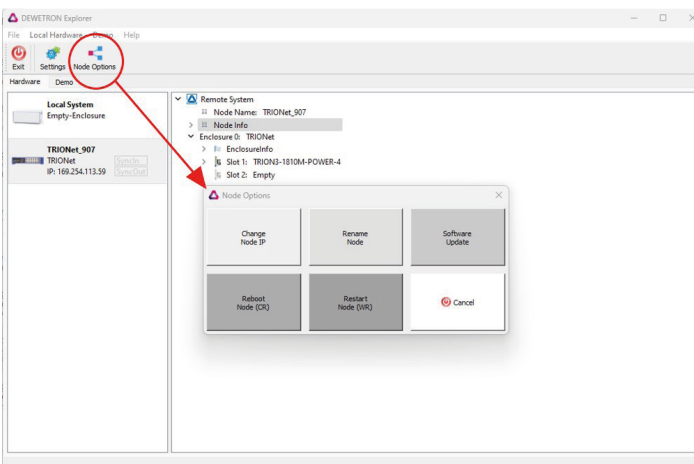 DEWETRON Explorer
File Local Hardware Demo Help
Exit Settings Node Options
Hardware Demo
Local System
Empty-Enclosure
TRIONet_907
TRIONet SyncIn
IP: 169.254.113.59 SyncOut
Remote System
Node Name: TRIONet_907
Node Info
Enclosure 0: TRIONet
EnclosureInfo
Slot 1: TRION3-1810M-POWER-4
Slot 2: Empty
Node Options
Change
Node IP
Rename
Node
Software
Update
Reboot
Node (CR)
Restart
Node (WR)
Cancel